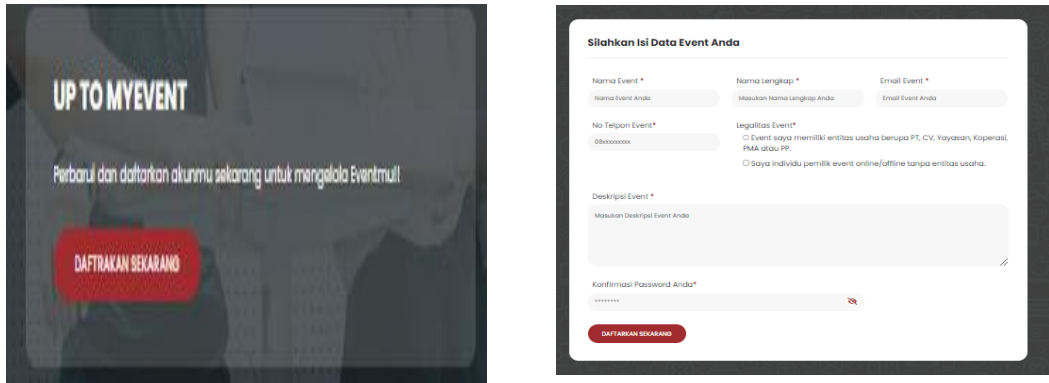 UP TO MYEVENT
Perbarui dan daftarkan akunmu sekarang untuk mengelola Eventmu!!
DAFTRAKAN SEKARANG
Silahkan Isi Data Event Anda
Nama Event *
Nama Lengkap *
Email Event *
Nama Event Anda
Masukan Nama Lengkap Anda
Email Event Anda
No Telpon Event*
Legalitas Event*
08xxxxxxxxx
Event saya memiliki entitas usaha berupa PT, CV, Yayasan, Koperasi,
PMA atau PP.
Saya individu pemilik event online/offline tanpa entitas usaha.
Deskripsi Event *
Masukan Deskripsi Event Anda
Konfirmasi Password Anda*
********
DAFTARKAN SEKARANG